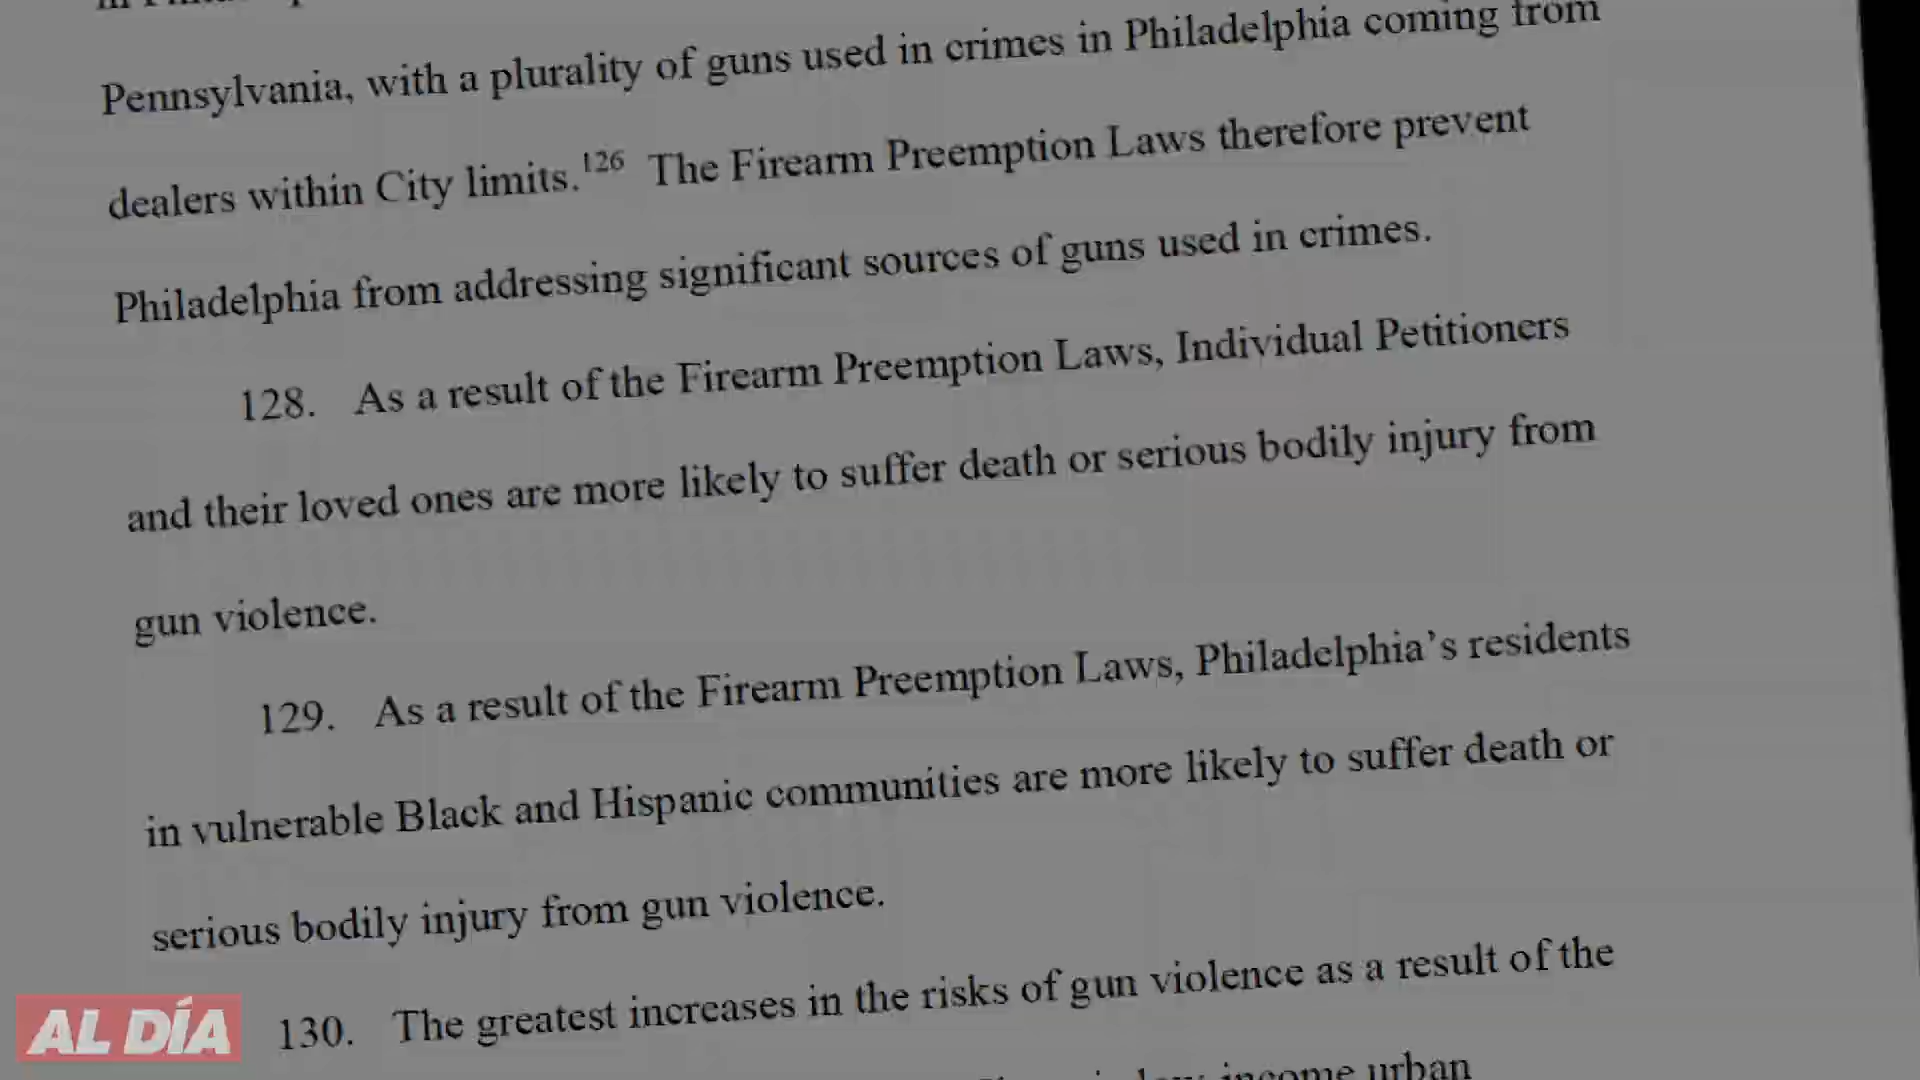 Pennsylvania, with a plurality of guns used in crimes in Philadelphia coming from
dealers within City limits.126 The Firearm Preemption Laws therefore prevent
Philadelphia from addressing significant sources of guns used in crimes.
128. As a result of the Firearm Preemption Laws, Individual Petitioners
and their loved ones are more likely to suffer death or serious bodily injury from
gun violence.
129. As a result of the Firearm Preemption Laws, Philadelphia's residents
in vulnerable Black and Hispanic communities are more likely to suffer death or
serious bodily injury from gun violence.
130. The greatest increases in the risks of gun violence as a result of the
income urban
AL DÍA